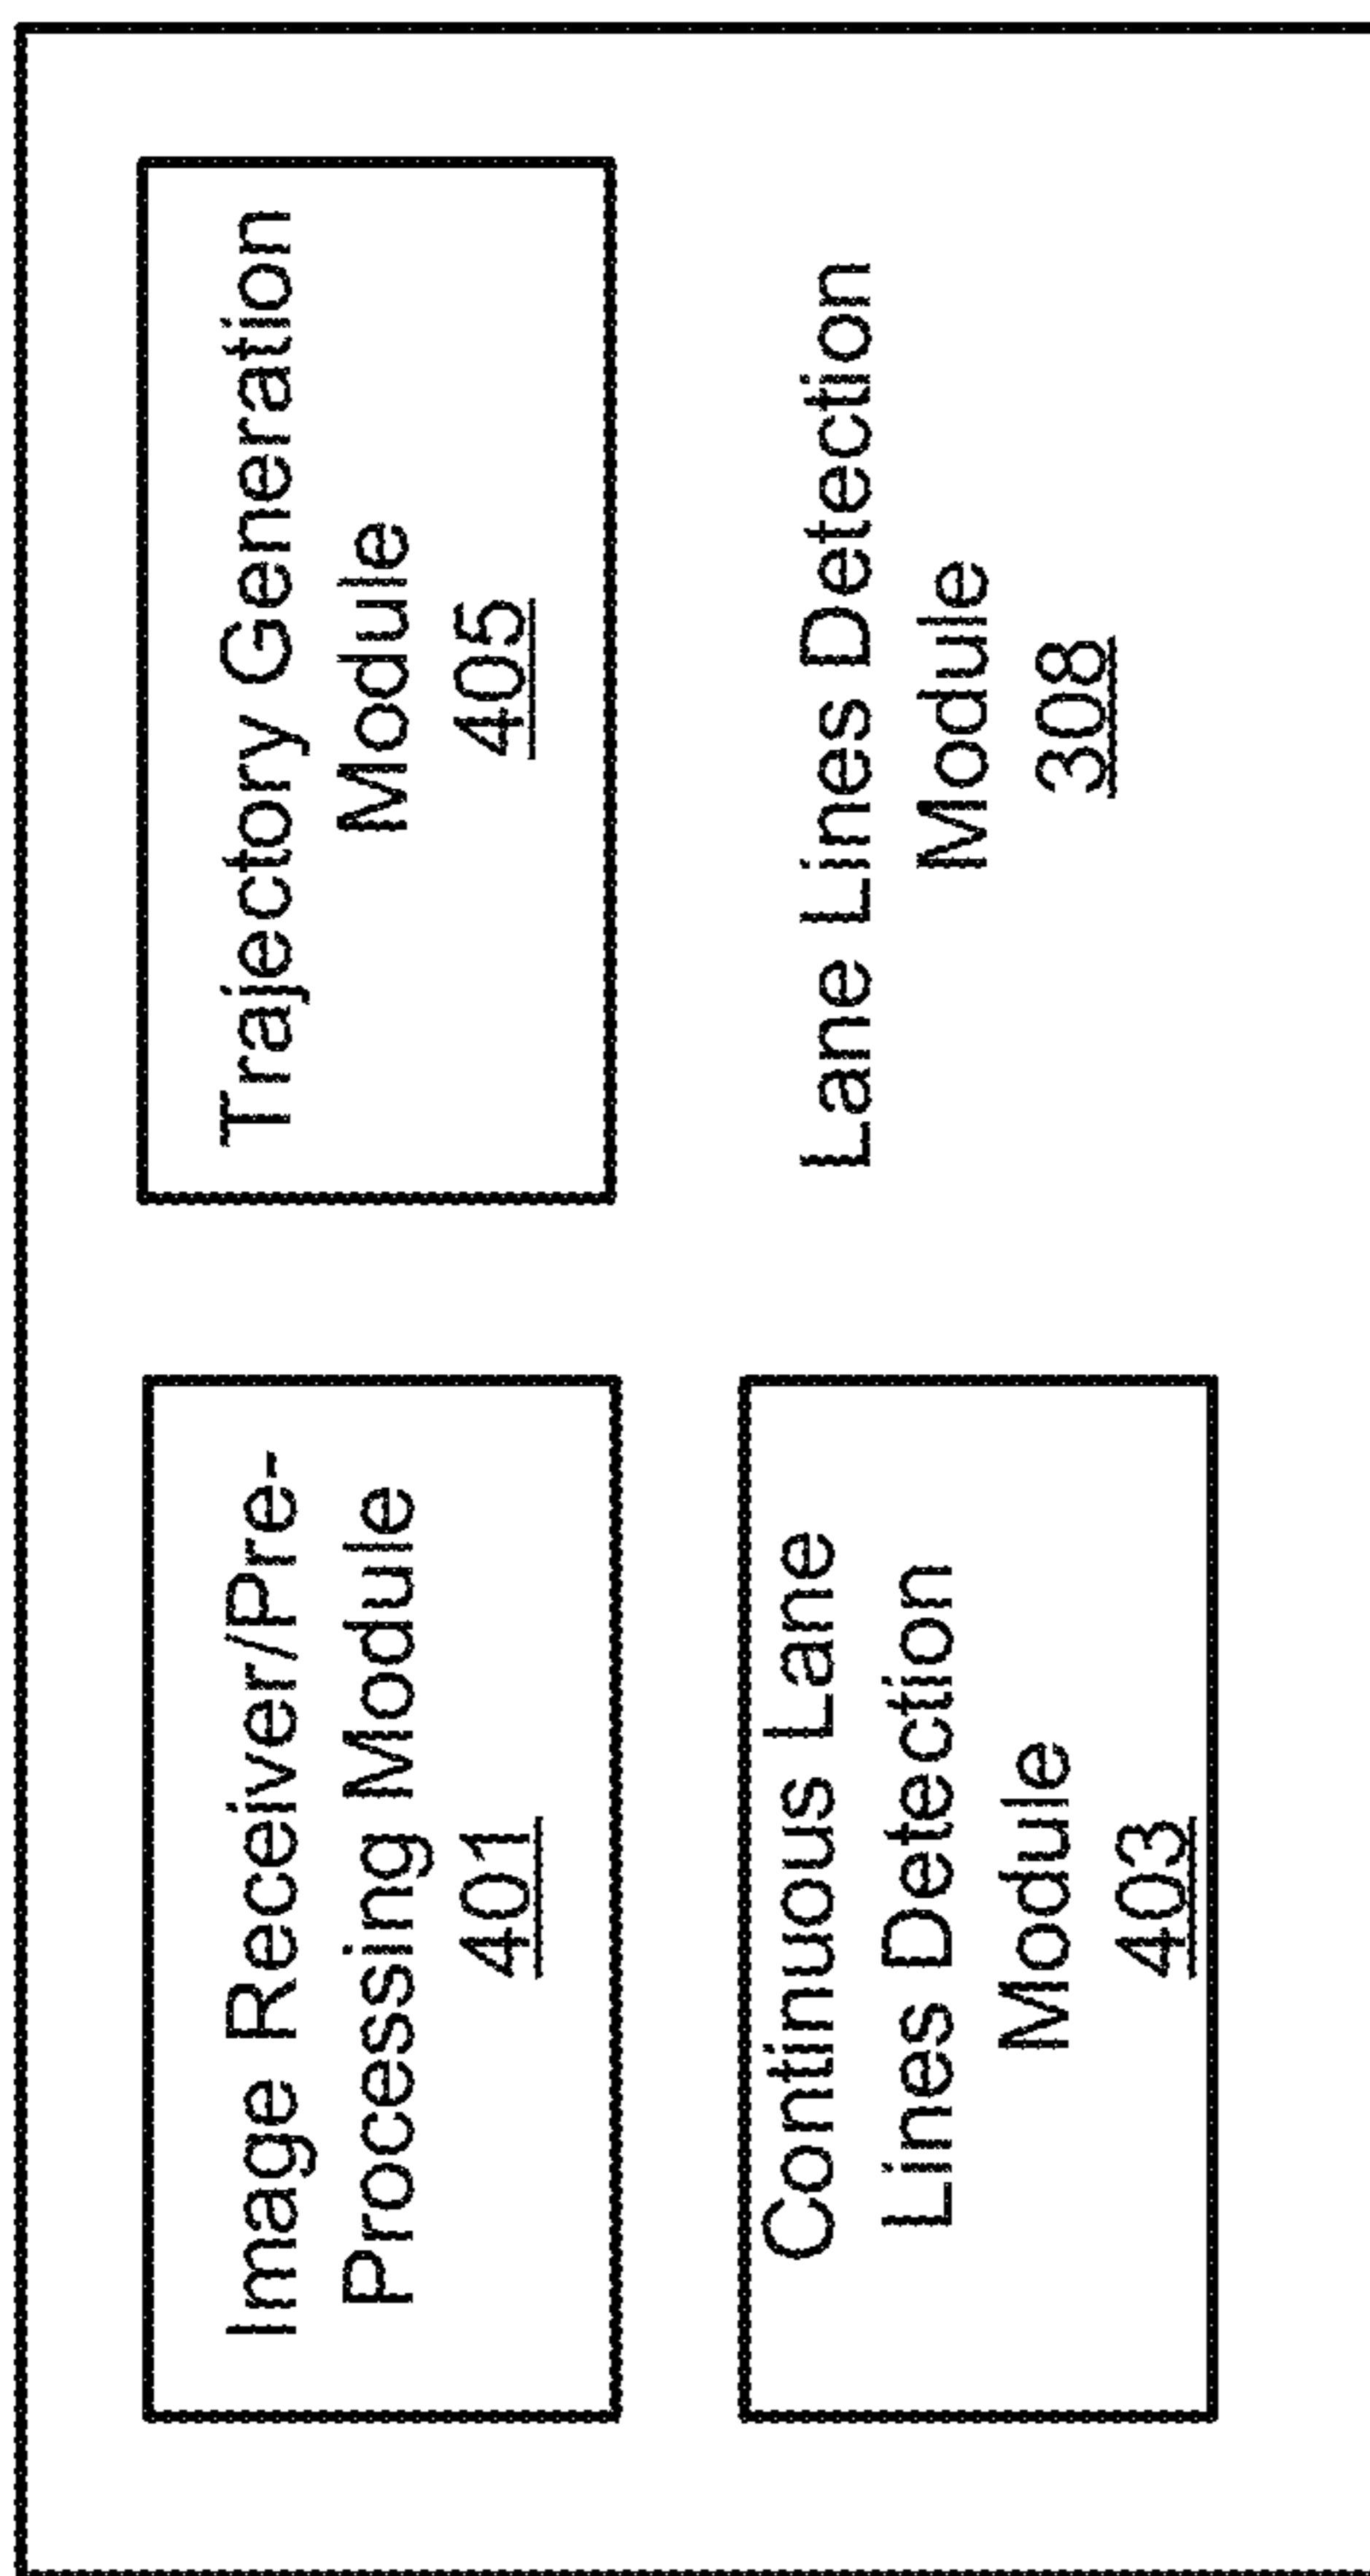 Image Receiver/Pre-
Processing Module
401
Trajectory Generation
Module
405
Continuous Lane
Lines Detection
Module
403
Lane Lines Detection
Module
308